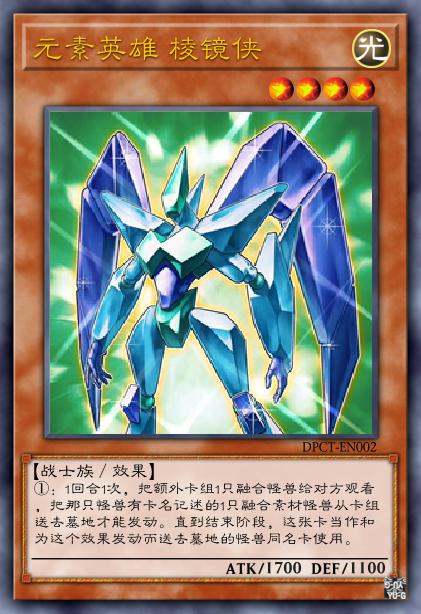 元素英雄 棱镜侠
光
DPCT-EN002
【战士族／效果】
①：1回合1次，把额外卡组1只融合怪兽给对方观看，
把那只怪兽有卡名记述的1只融合素材怪兽从卡组
送去墓地才能发动。直到结束阶段，这张卡当作和
为这个效果发动而送去墓地的怪兽同名卡使用。
ATK/1700 DEF/1100